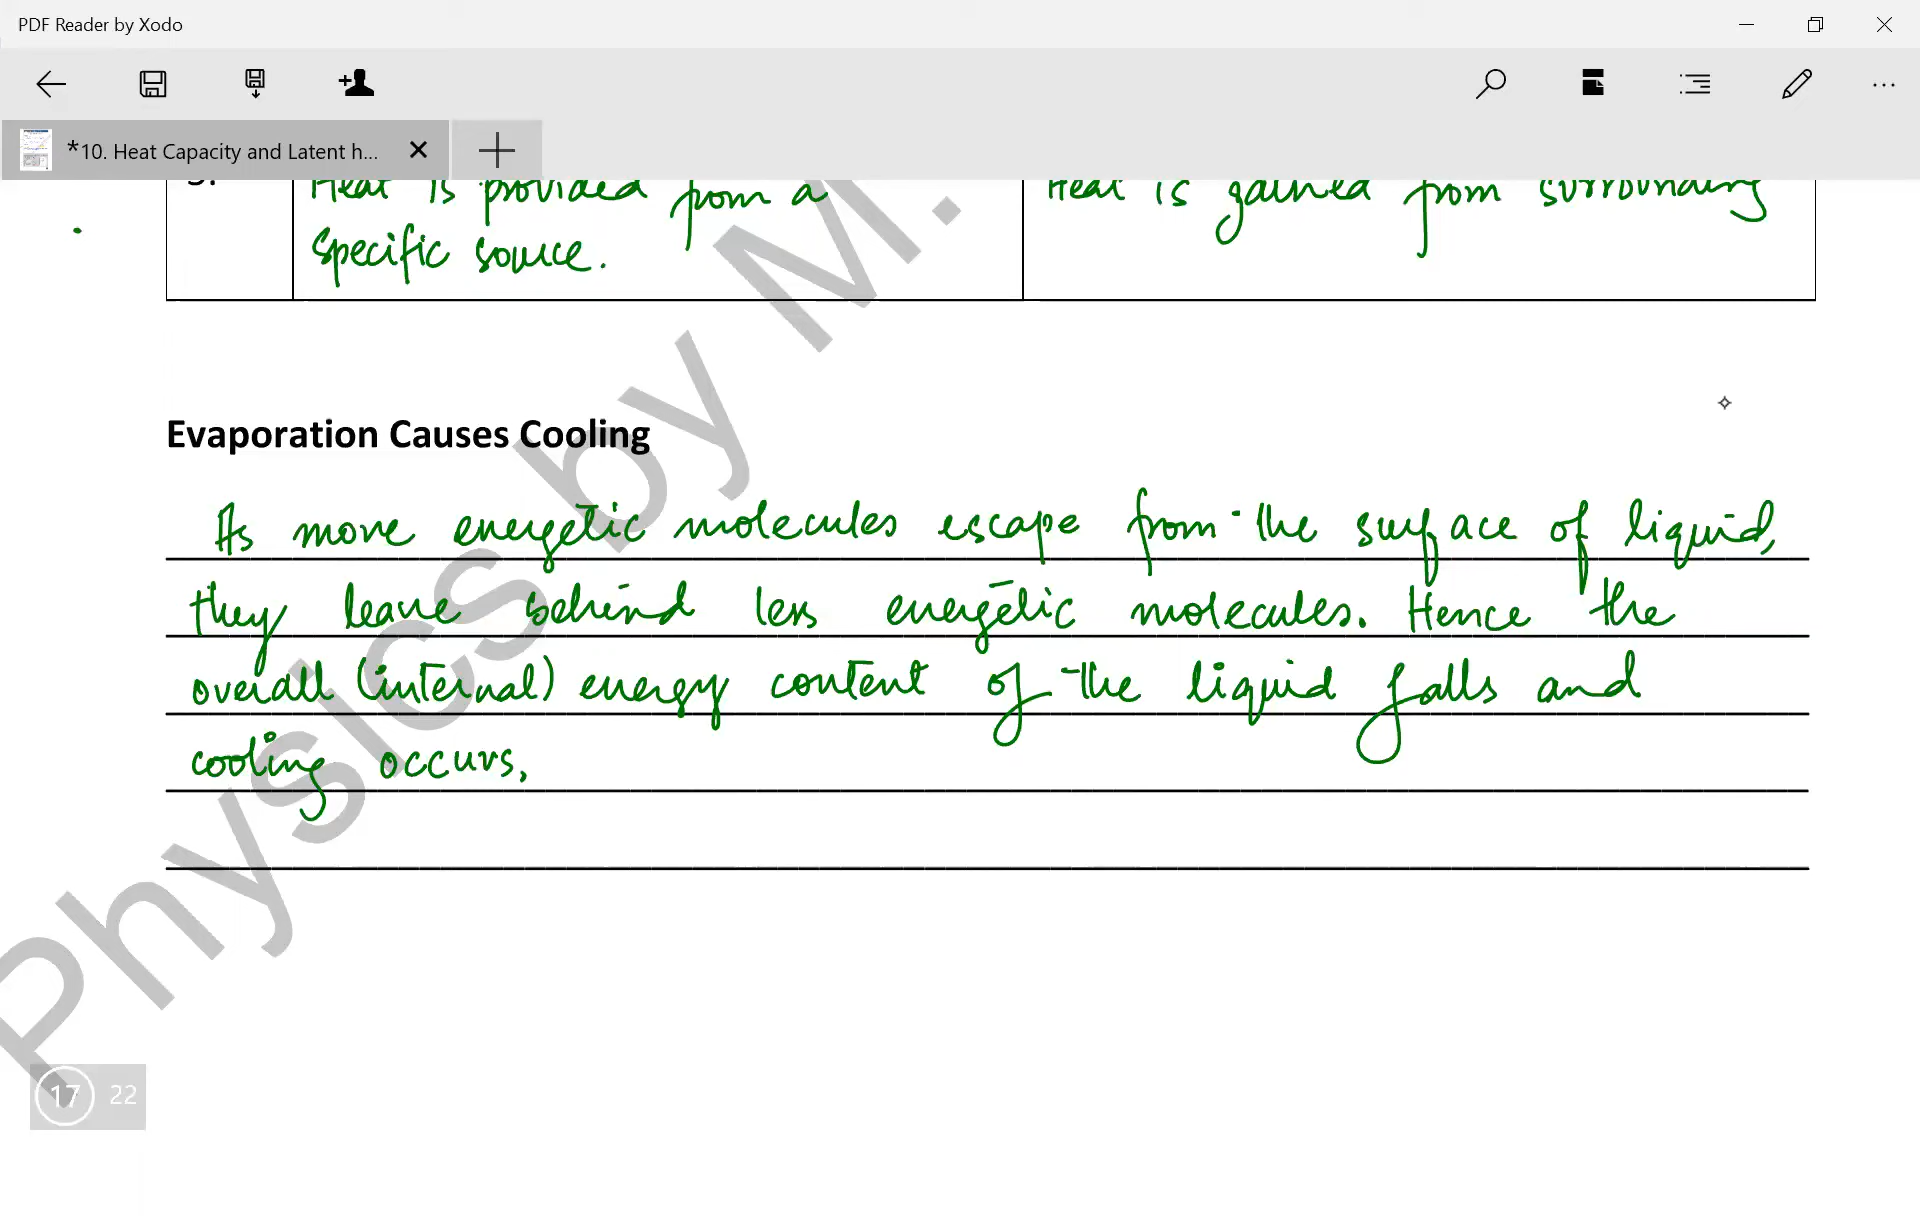 PDF Reader by Xodo
*10. Heat Capacity and Latent h...
3.
Heat is provided from a
specific source.
Heat is gained from surrounding
Evaporation Causes Cooling
As more energetic molecules escape from the surface of liquid,
they leave behind less energetic molecules. Hence the
overall (internal) energy content of the liquid falls and
cooling occurs.
Physics by M.
17 22